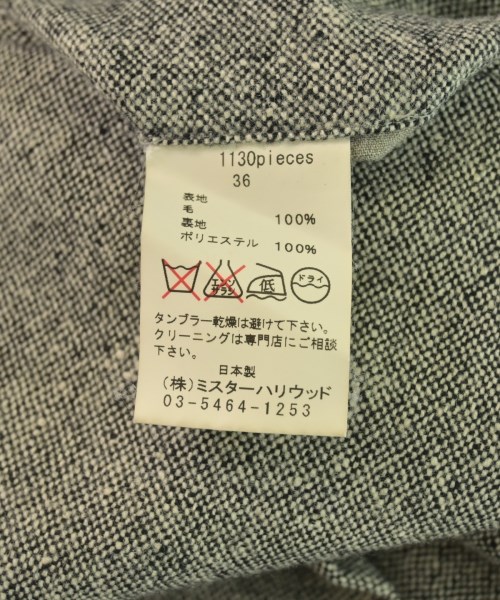 1130pieces
36
表地
毛 100%
裏地
ポリエステル 100%
エンソ サラシ 低 ドライ
タンブラー乾燥は避けて下さい。
クリーニングは専門店にご相談
下さい。
日本製
(株)ミスターハリウッド
03-5464-1253